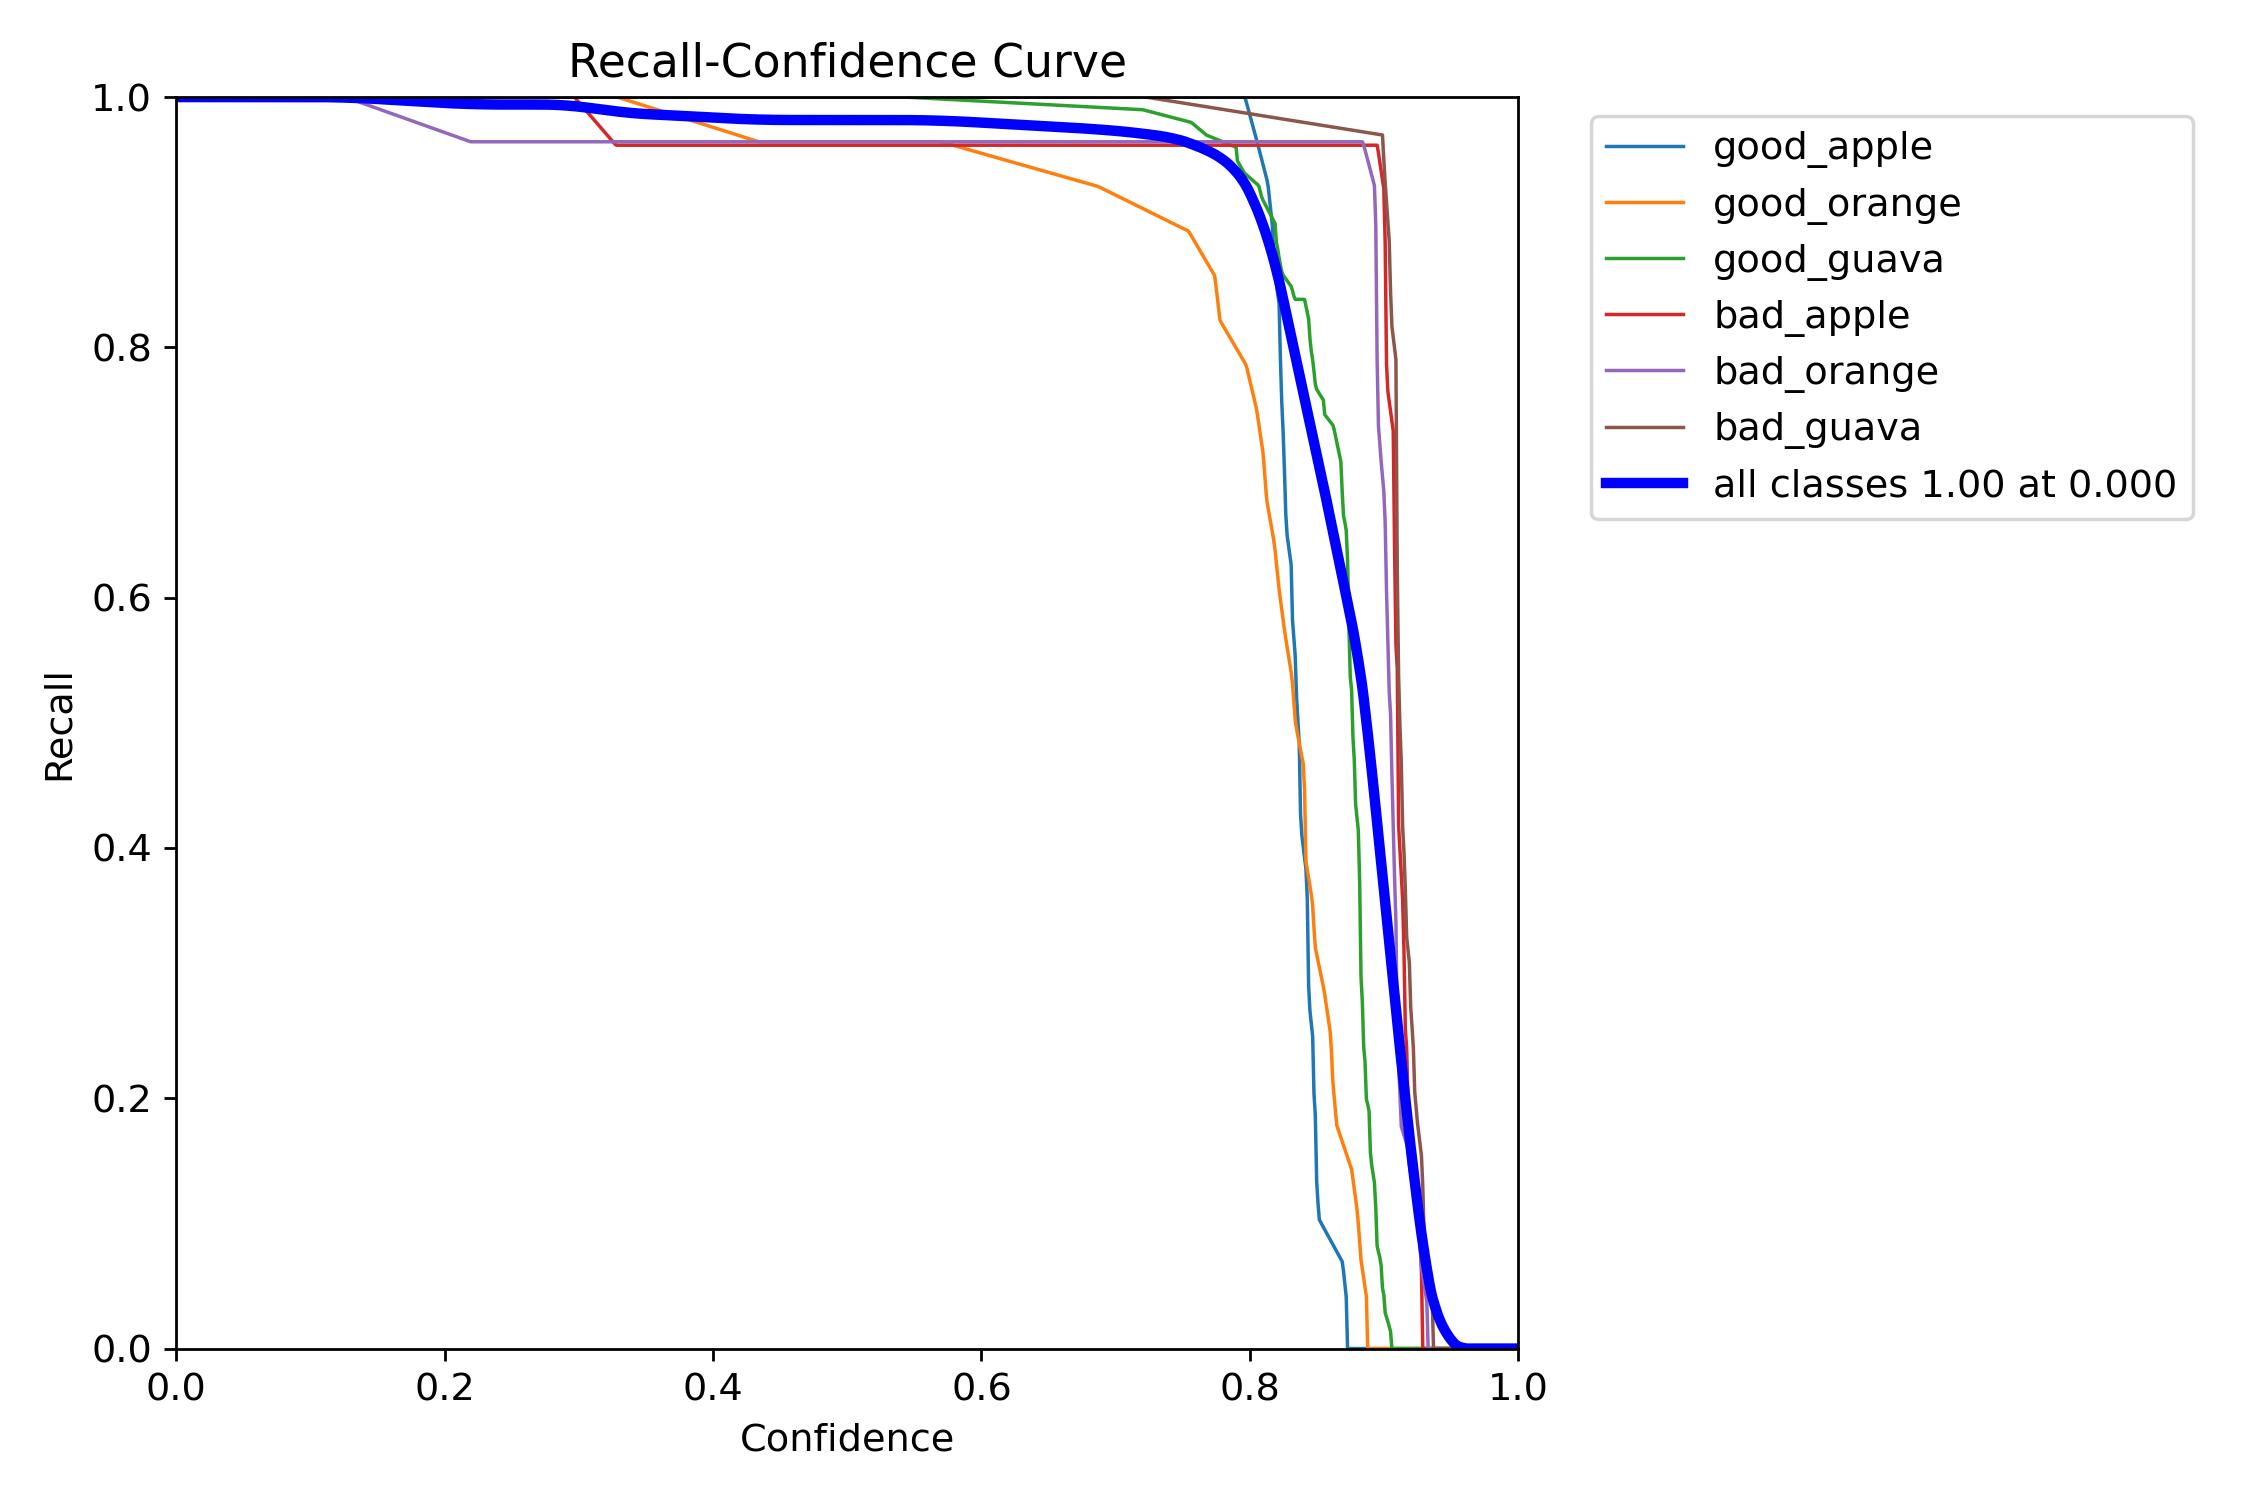 Recall-Confidence Curve
1.0
0.8
0.6
0.4
0.2
0.0
Recall
0.0 0.2 0.4 0.6 0.8 1.0
Confidence
good_apple
good_orange
good_guava
bad_apple
bad_orange
bad_guava
all classes 1.00 at 0.000